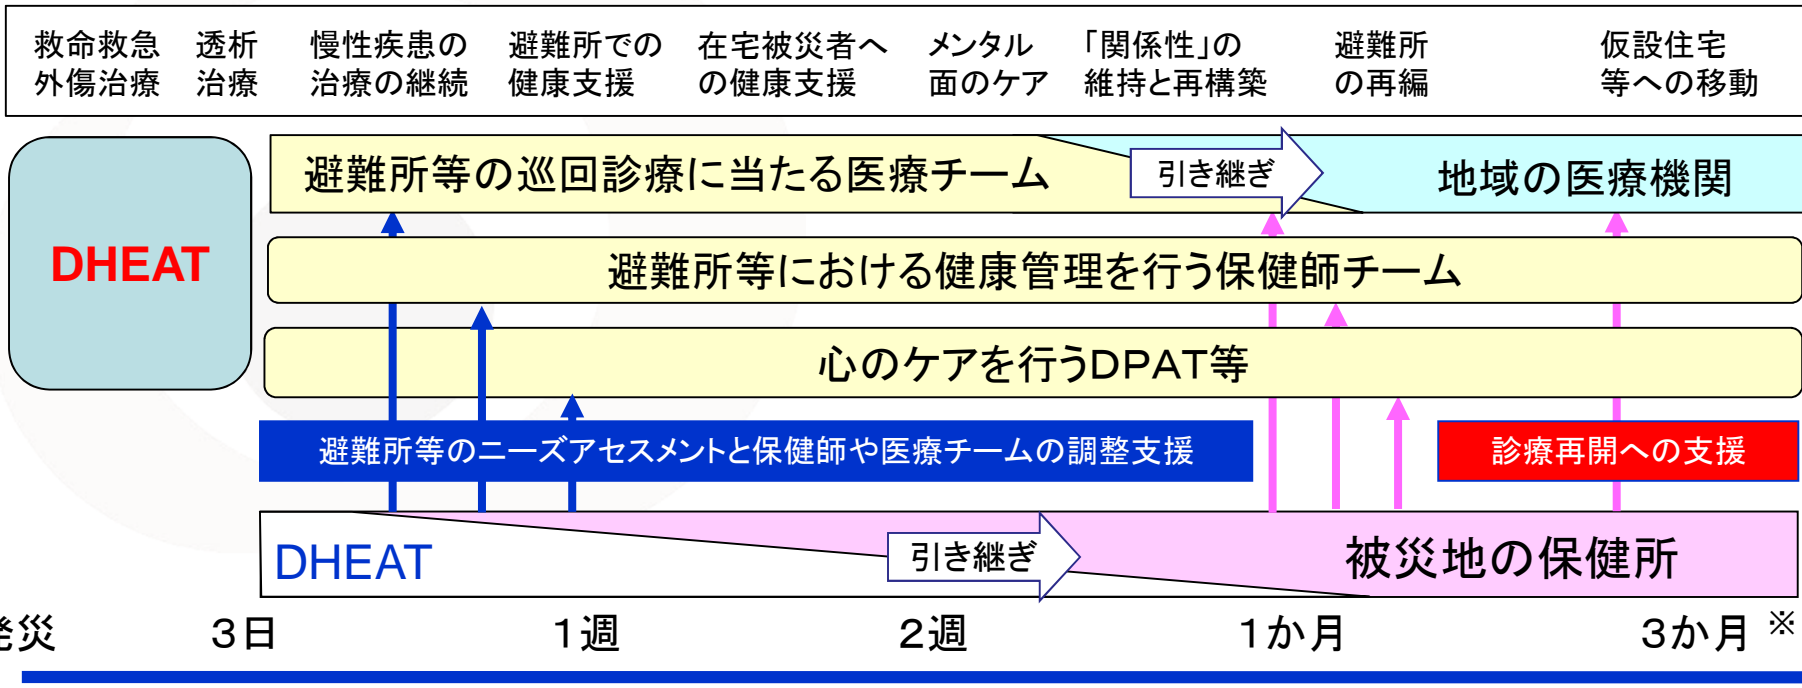 救命救急
外傷治療
透析
治療
慢性疾患の
治療の継続
避難所での
健康支援
在宅被災者へ
の健康支援
メンタル
面のケア
「関係性」の
維持と再構築
避難所
の再編
仮設住宅
等への移動
DHEAT
避難所等の巡回診療に当たる医療チーム
引き継ぎ
地域の医療機関
避難所等における健康管理を行う保健師チーム
心のケアを行うDPAT等
避難所等のニーズアセスメントと保健師や医療チームの調整支援
診療再開への支援
DHEAT
引き継ぎ
被災地の保健所
発災
3日
1週
2週
1か月
3か月 ※